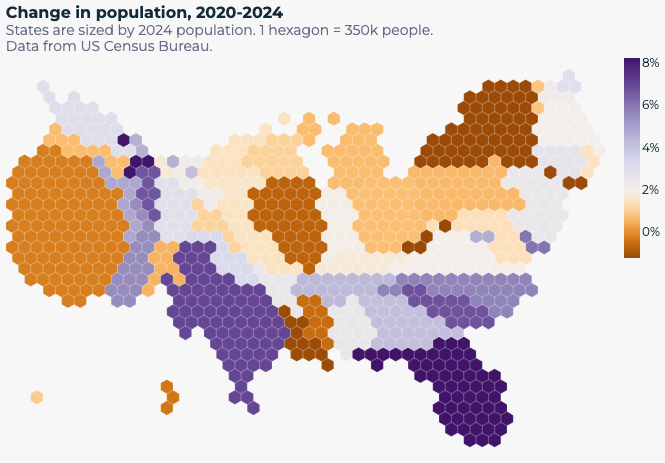 Change in population, 2020-2024
States are sized by 2024 population. 1 hexagon = 350k people.
Data from US Census Bureau.
8%
6%
4%
2%
0%